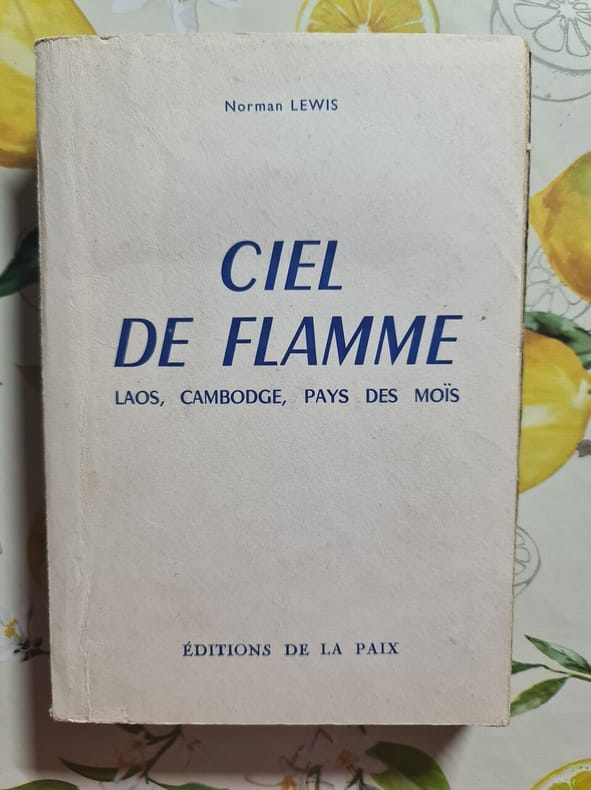 Norman LEWIS
CIEL
DE FLAMME
LAOS, CAMBODGE, PAYS DES MOÏS
ÉDITIONS DE LA PAIX